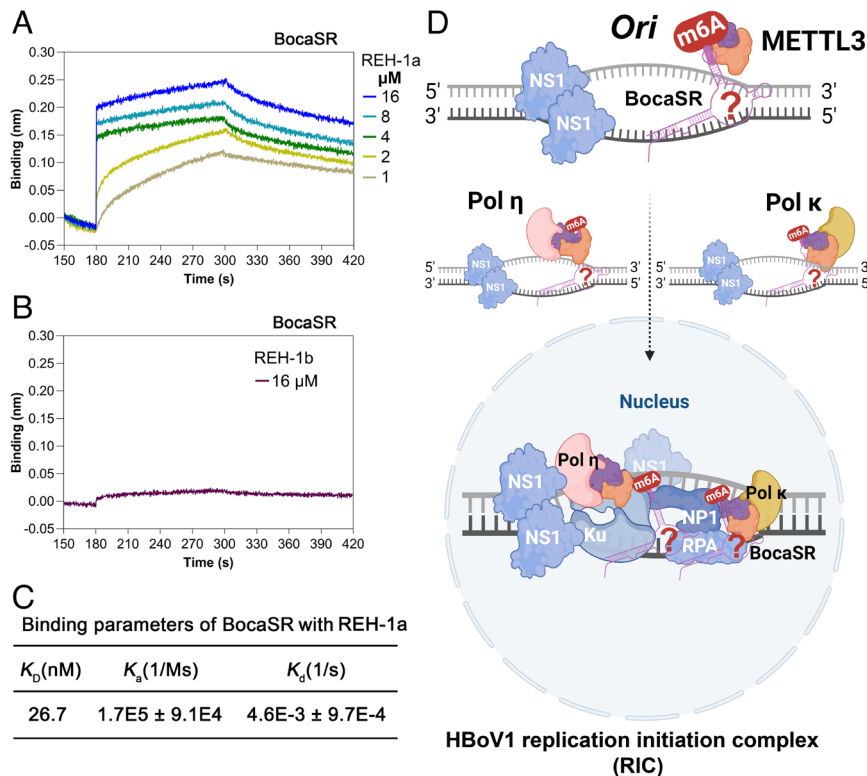 A
BocaSR
REH-1a
μM
16
8
4
2
1
0.30
0.25
0.20
0.15
0.10
0.05
0.00
-0.05
Binding (nm)
150 180 210 240 270 300 330 360 390 420
Time (s)
B
BocaSR
REH-1b
16 μM
0.30
0.25
0.20
0.15
0.10
0.05
0.00
-0.05
Binding (nm)
150 180 210 240 270 300 330 360 390 420
Time (s)
C
Binding parameters of BocaSR with REH-1a
KD(nM) Ka(1/Ms) Kd(1/s)
26.7 1.7E5 ± 9.1E4 4.6E-3 ± 9.7E-4
D
Ori
m6A
METTL3
NS1
NS1
BocaSR
?
5' 3'
3' 5'
Pol η
m6A
NS1
NS1
?
5' 3'
3' 5'
Pol κ
m6A
NS1
NS1
?
5' 3'
3' 5'
Nucleus
NS1
Pol η
NS1
m6A
m6A
Pol κ
NP1
NS1
Ku
?
RPA
?
BocaSR
HBoV1 replication initiation complex
(RIC)